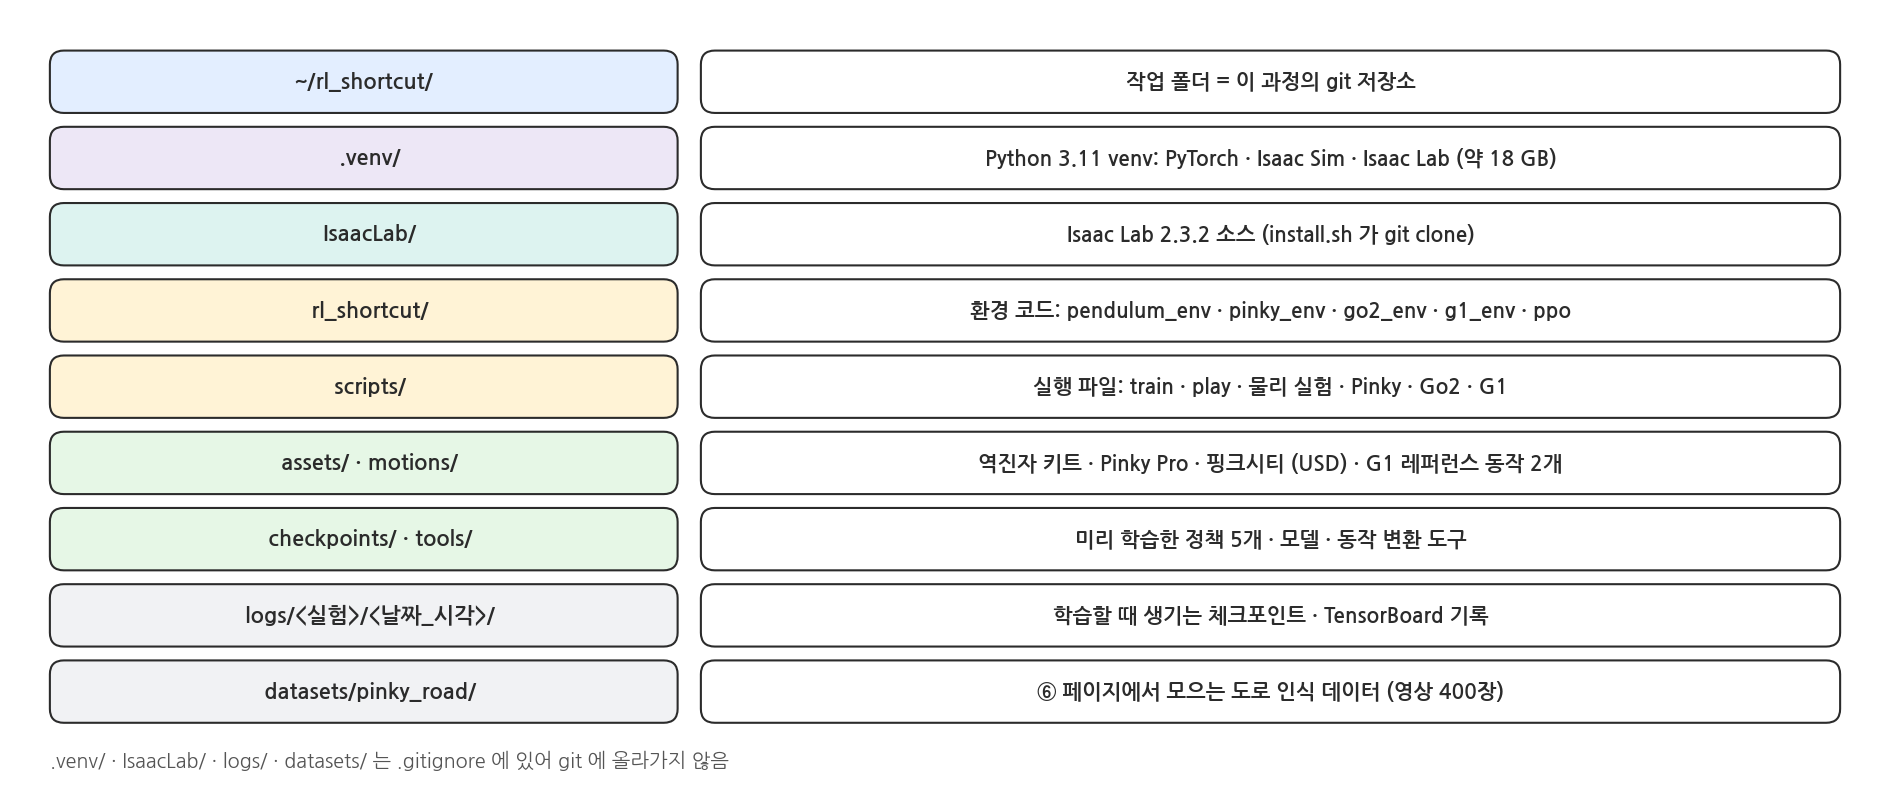 ~/rl_shortcut/
작업 폴더 = 이 과정의 git 저장소
.venv/
Python 3.11 venv: PyTorch · Isaac Sim · Isaac Lab (약 18 GB)
IsaacLab/
Isaac Lab 2.3.2 소스 (install.sh 가 git clone)
rl_shortcut/
환경 코드: pendulum_env · pinky_env · go2_env · g1_env · ppo
scripts/
실행 파일: train · play · 물리 실험 · Pinky · Go2 · G1
assets/ · motions/
역진자 키트 · Pinky Pro · 핑크시티 (USD) · G1 레퍼런스 동작 2개
checkpoints/ · tools/
미리 학습한 정책 5개 · 모델 · 동작 변환 도구
logs/<실험>/<날짜_시각>/
학습할 때 생기는 체크포인트 · TensorBoard 기록
datasets/pinky_road/
⑥ 페이지에서 모으는 도로 인식 데이터 (영상 400장)
.venv/ · IsaacLab/ · logs/ · datasets/ 는 .gitignore 에 있어 git 에 올라가지 않음